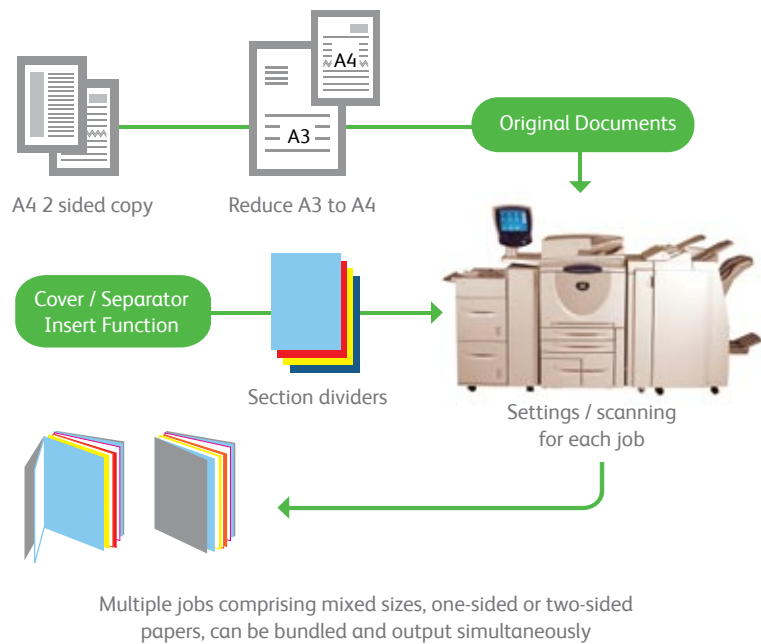 A4
A3
Original Documents
A4 2 sided copy
Reduce A3 to A4
Cover / Separator
Insert Function
Section dividers
Settings / scanning
for each job
Multiple jobs comprising mixed sizes, one-sided or two-sided
papers, can be bundled and output simultaneously